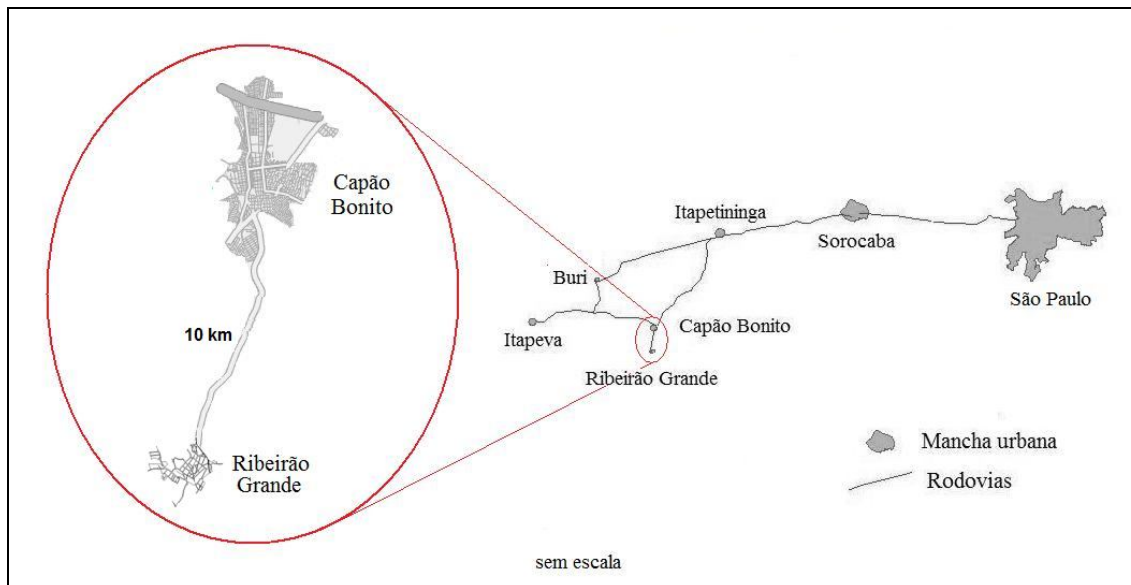 Capão
Bonito
10 km
Ribeirão
Grande
Itapetininga
Sorocaba
São Paulo
Buri
Itapeva
Capão Bonito
Ribeirão Grande
Mancha urbana
Rodovias
sem escala